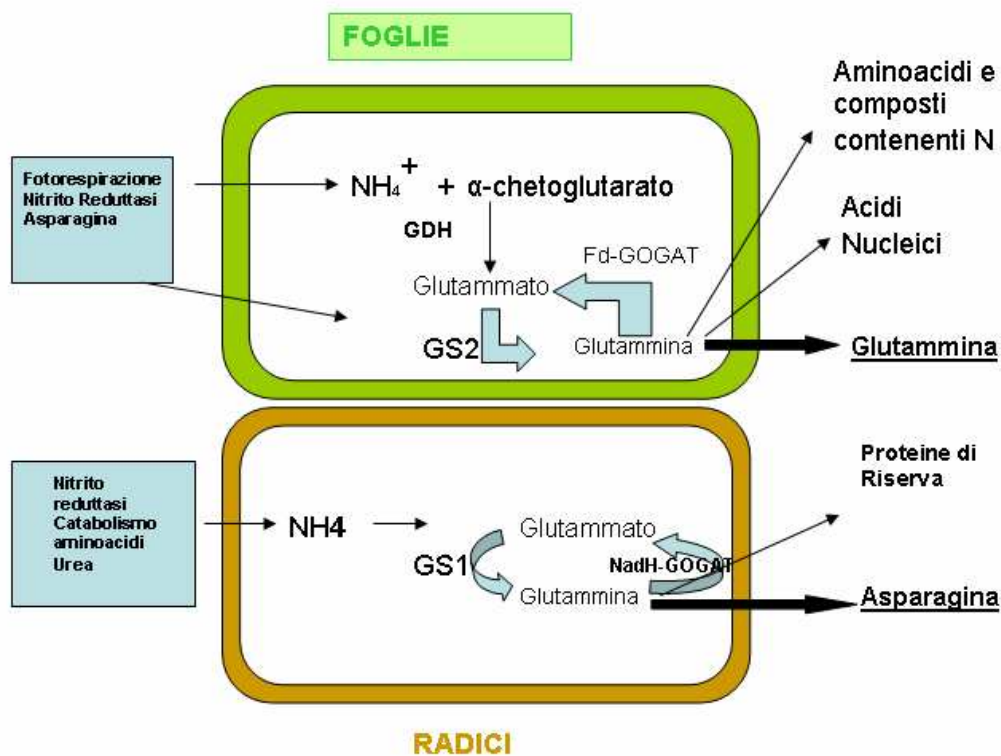 FOGLIE
Aminoacidi e
composti
contenenti N
Fotorespirazione
Nitrito Reduttasi
Asparagina
NH₄⁺ + α-chetoglutarato
GDH
Acidi
Nucleici
Fd-GOGAT
Glutammato
GS2
Glutammina
Glutammina
Nitrito
reduttasi
Catabolismo
aminoacidi
Urea
NH4
Proteine di
Riserva
Glutammato
GS1
NadH-GOGAT
Glutammina
Asparagina
RADICI